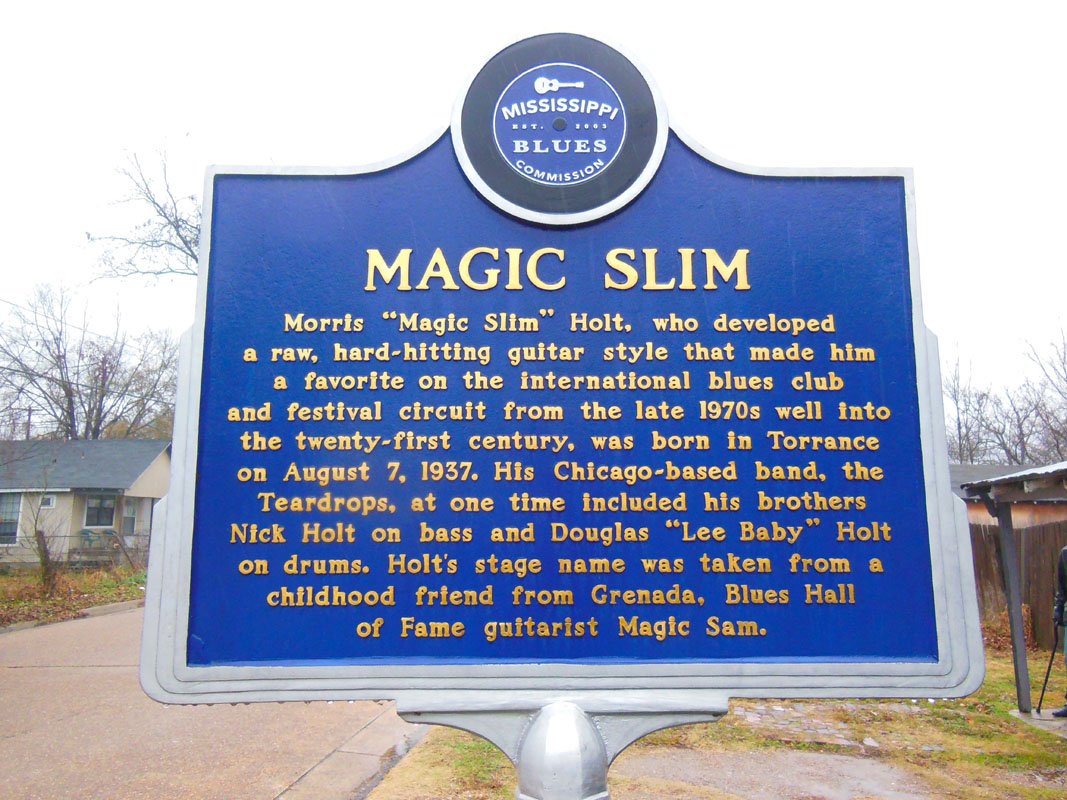 MISSISSIPPI
EST. 2003
BLUES
COMMISSION
MAGIC SLIM
Morris “Magic Slim” Holt, who developed
a raw, hard-hitting guitar style that made him
a favorite on the international blues club
and festival circuit from the late 1970s well into
the twenty-first century, was born in Torrance
on August 7, 1937. His Chicago-based band, the
Teardrops, at one time included his brothers
Nick Holt on bass and Douglas “Lee Baby” Holt
on drums. Holt's stage name was taken from a
childhood friend from Grenada, Blues Hall
of Fame guitarist Magic Sam.